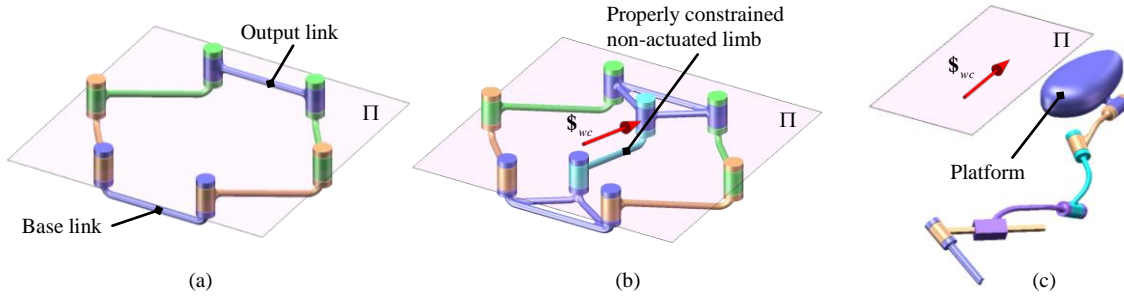 Output link
Π
Base link
(a)
Properly constrained
non-actuated limb
$wc
Π
(b)
Π
$wc
Platform
(c)